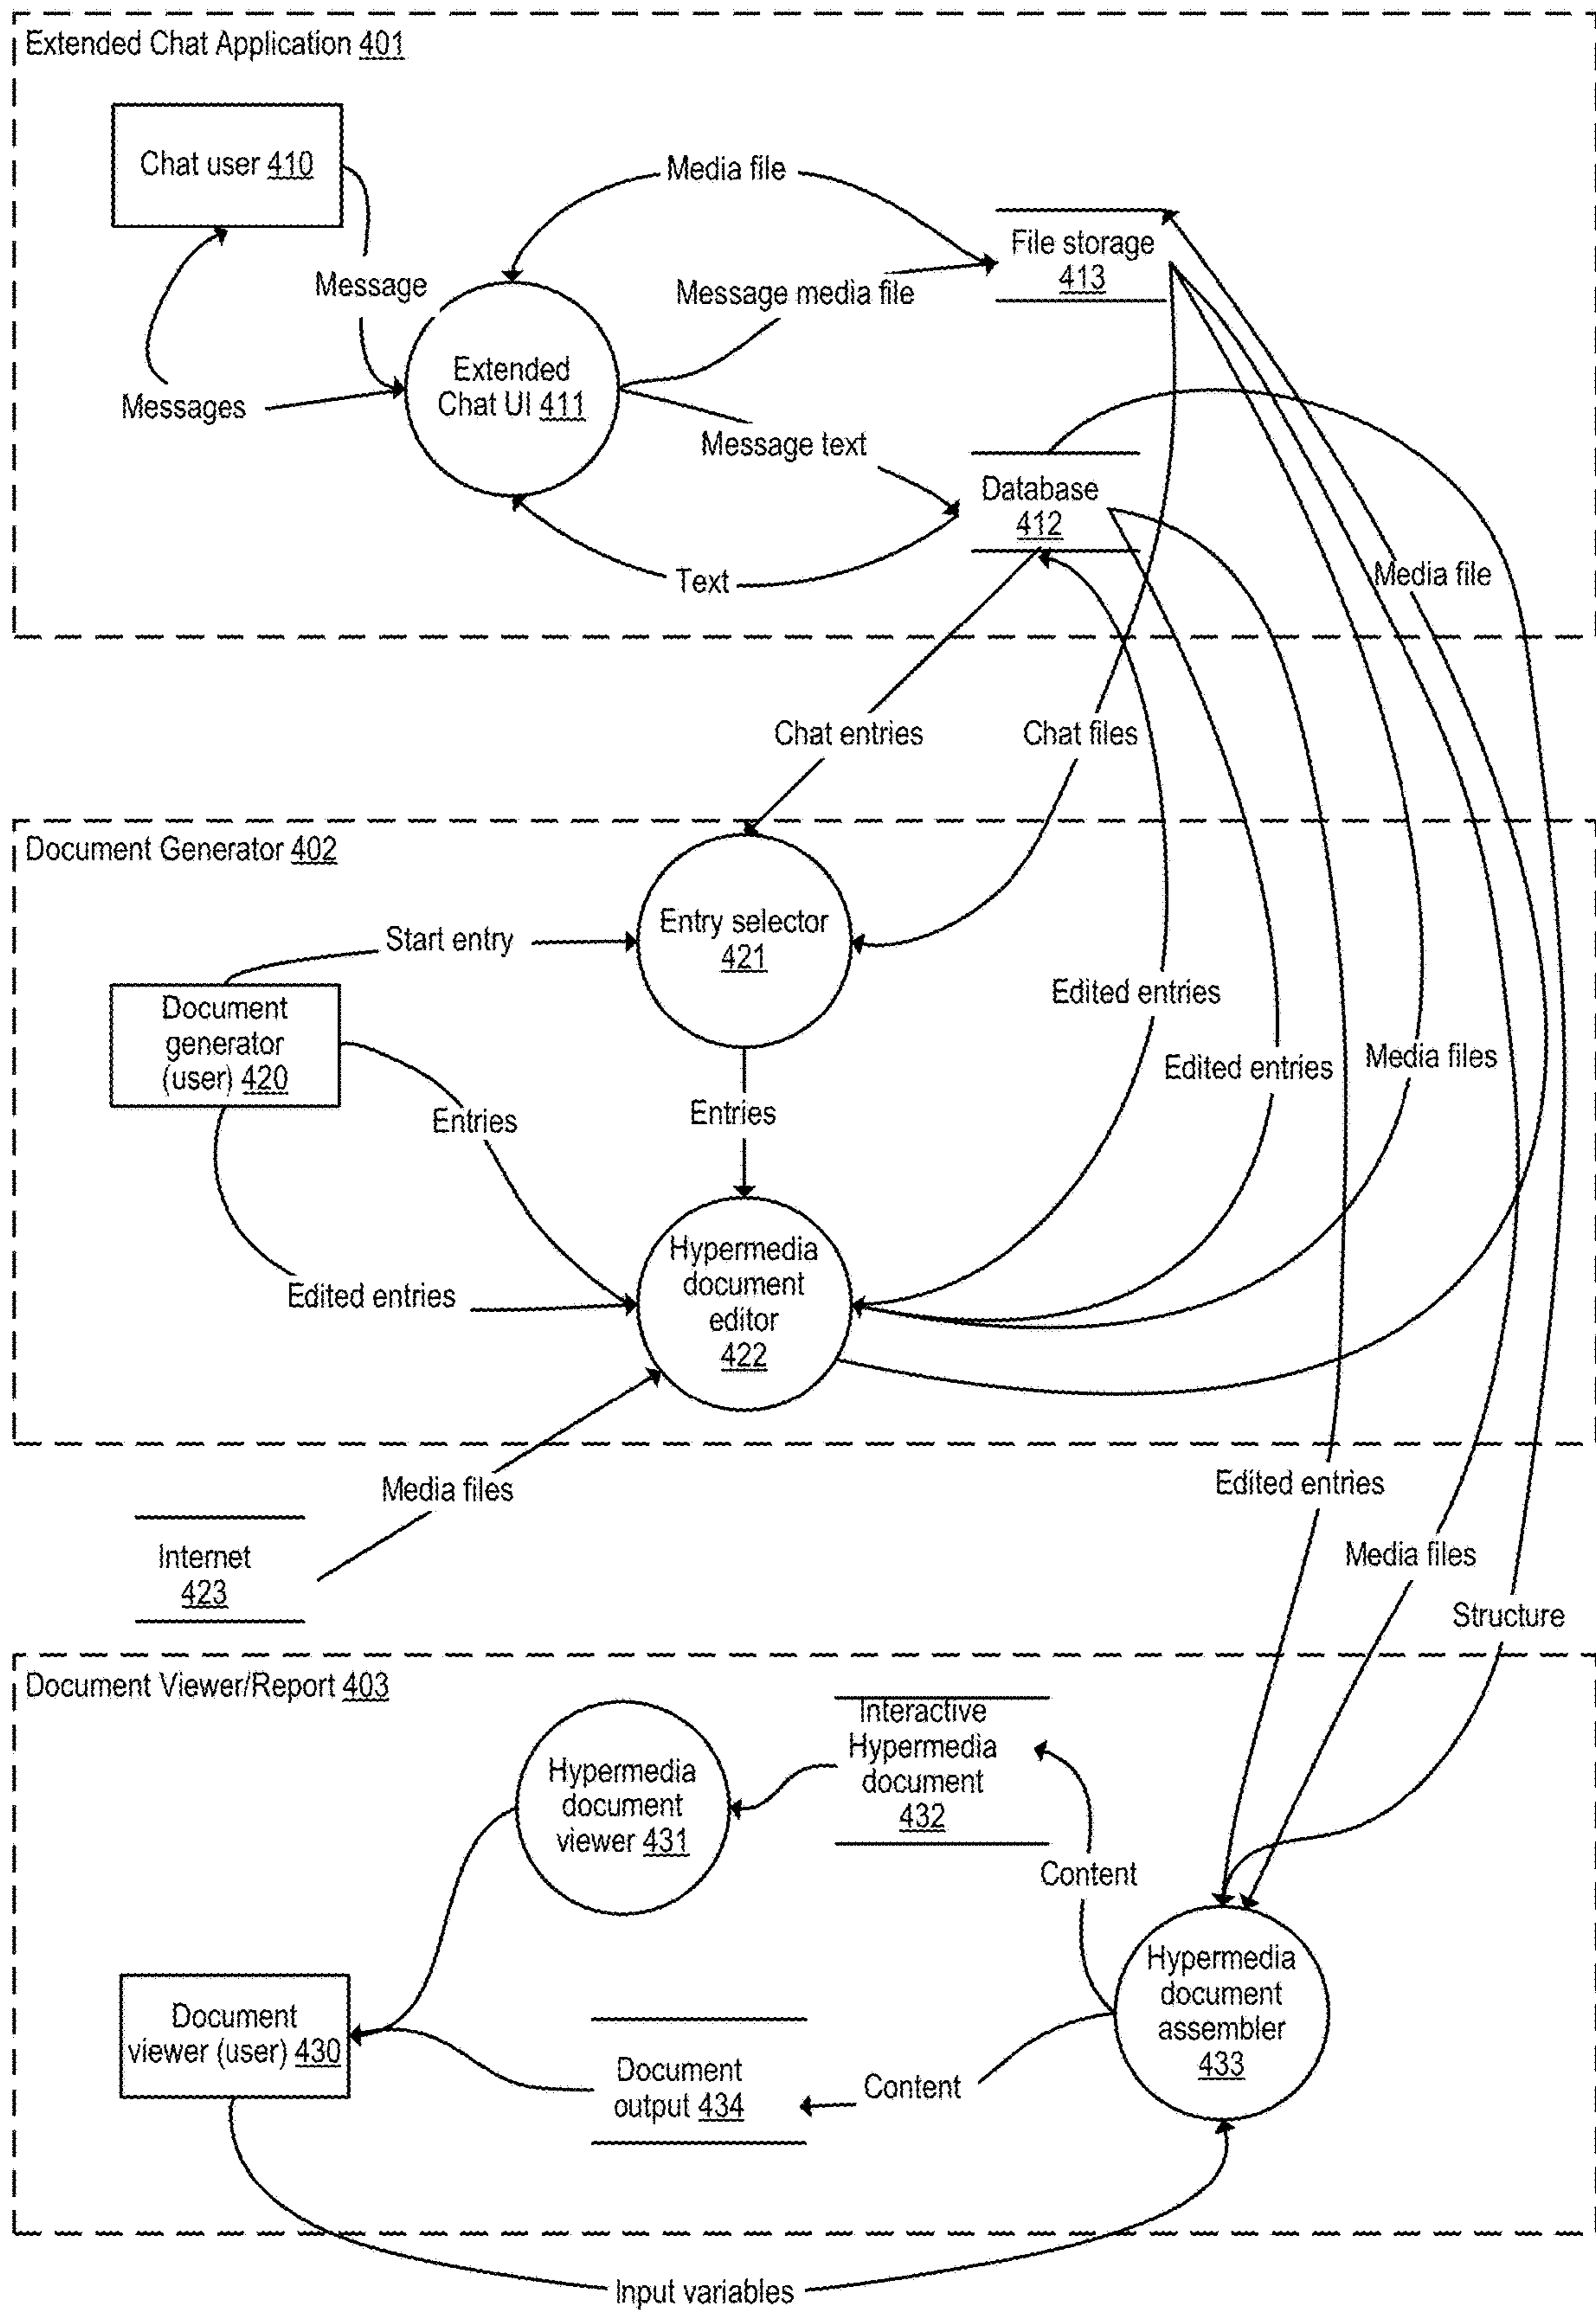 Extended Chat Application 401
Chat user 410
Media file
File storage
413
Message
Message media file
Extended
Chat UI 411
Messages
Message text
Database
412
Text
Media file
Chat entries
Chat files
Document Generator 402
Entry selector
421
Start entry
Document
generator
(user) 420
Edited entries
Edited entries
Media files
Entries
Entries
Hypermedia
document
editor
422
Edited entries
Media files
Edited entries
Internet
423
Media files
Structure
Document Viewer/Report 403
Interactive
Hypermedia
document
432
Hypermedia
document
viewer 431
Content
Hypermedia
document
assembler
433
Document
viewer (user) 430
Document
output 434
Content
Input variables